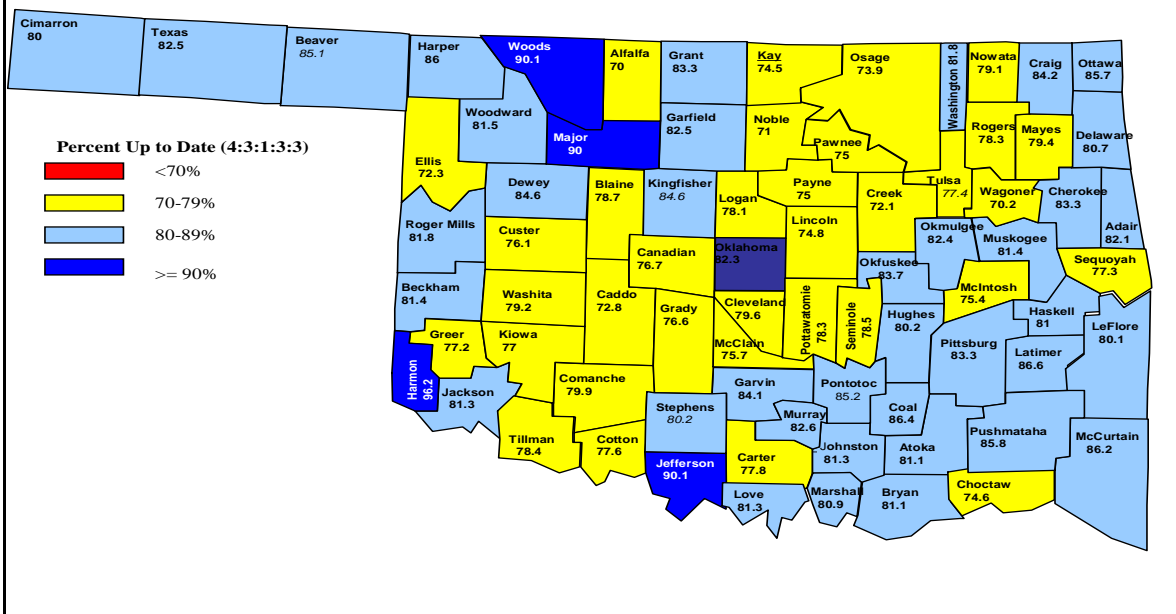 Cimarron
80
Texas
82.5
Beaver
85.1
Harper
86
Woods
90.1
Alfalfa
70
Grant
83.3
Kay
74.5
Osage
73.9
Washington 81.8
Nowata
79.1
Craig
84.2
Ottawa
85.7
Woodward
81.5
Major
90
Garfield
82.5
Noble
71
Pawnee
75
Rogers
78.3
Mayes
79.4
Delaware
80.7
Percent Up to Date (4:3:1:3:3)
<70%
70-79%
80-89%
>= 90%
Ellis
72.3
Dewey
84.6
Blaine
78.7
Kingfisher
84.6
Logan
78.1
Payne
75
Creek
72.1
Tulsa
77.4
Wagoner
70.2
Cherokee
83.3
Adair
82.1
Roger Mills
81.8
Custer
76.1
Canadian
76.7
Oklahoma
82.3
Lincoln
74.8
Okfuskee
83.7
Okmulgee
82.4
Muskogee
81.4
Sequoyah
77.3
Beckham
81.4
Washita
79.2
Caddo
72.8
Grady
76.6
Cleveland
79.6
McClain
75.7
Pottawatomie
78.3
Seminole
78.5
Hughes
80.2
McIntosh
75.4
Haskell
81
LeFlore
80.1
Harmon
96.2
Greer
77.2
Kiowa
77
Pittsburg
83.3
Latimer
86.6
Jackson
81.3
Comanche
79.9
Stephens
80.2
Garvin
84.1
Pontotoc
85.2
Murray
82.6
Coal
86.4
Tillman
78.4
Cotton
77.6
Jefferson
90.1
Carter
77.8
Johnston
81.3
Atoka
81.1
Pushmataha
85.8
McCurtain
86.2
Love
81.3
Marshall
80.9
Bryan
81.1
Choctaw
74.6